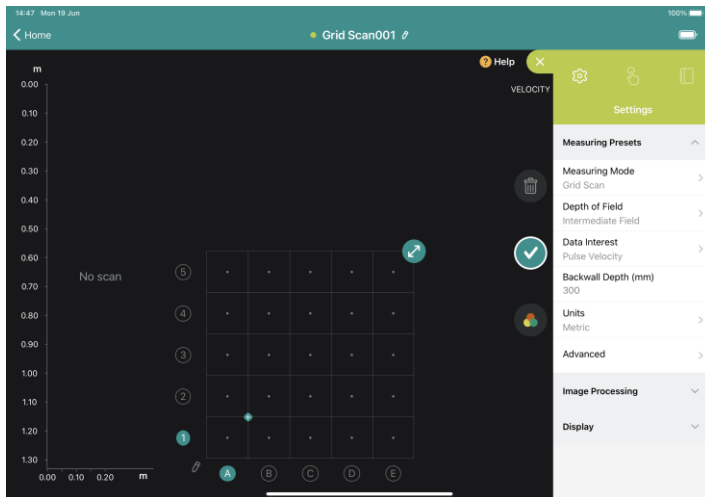 14:47 Mon 19 Jun
100%
Home
Grid Scan001
? Help
VELOCITY
m
0.00
0.10
0.20
0.30
0.40
0.50
0.60
0.70
0.80
0.90
1.00
1.10
1.20
1.30
0.00 0.10 0.20 m
No scan
5
4
3
2
1
A B C D E
Settings
Measuring Presets
Measuring Mode
Grid Scan
Depth of Field
Intermediate Field
Data Interest
Pulse Velocity
Backwall Depth (mm)
300
Units
Metric
Advanced
Image Processing
Display